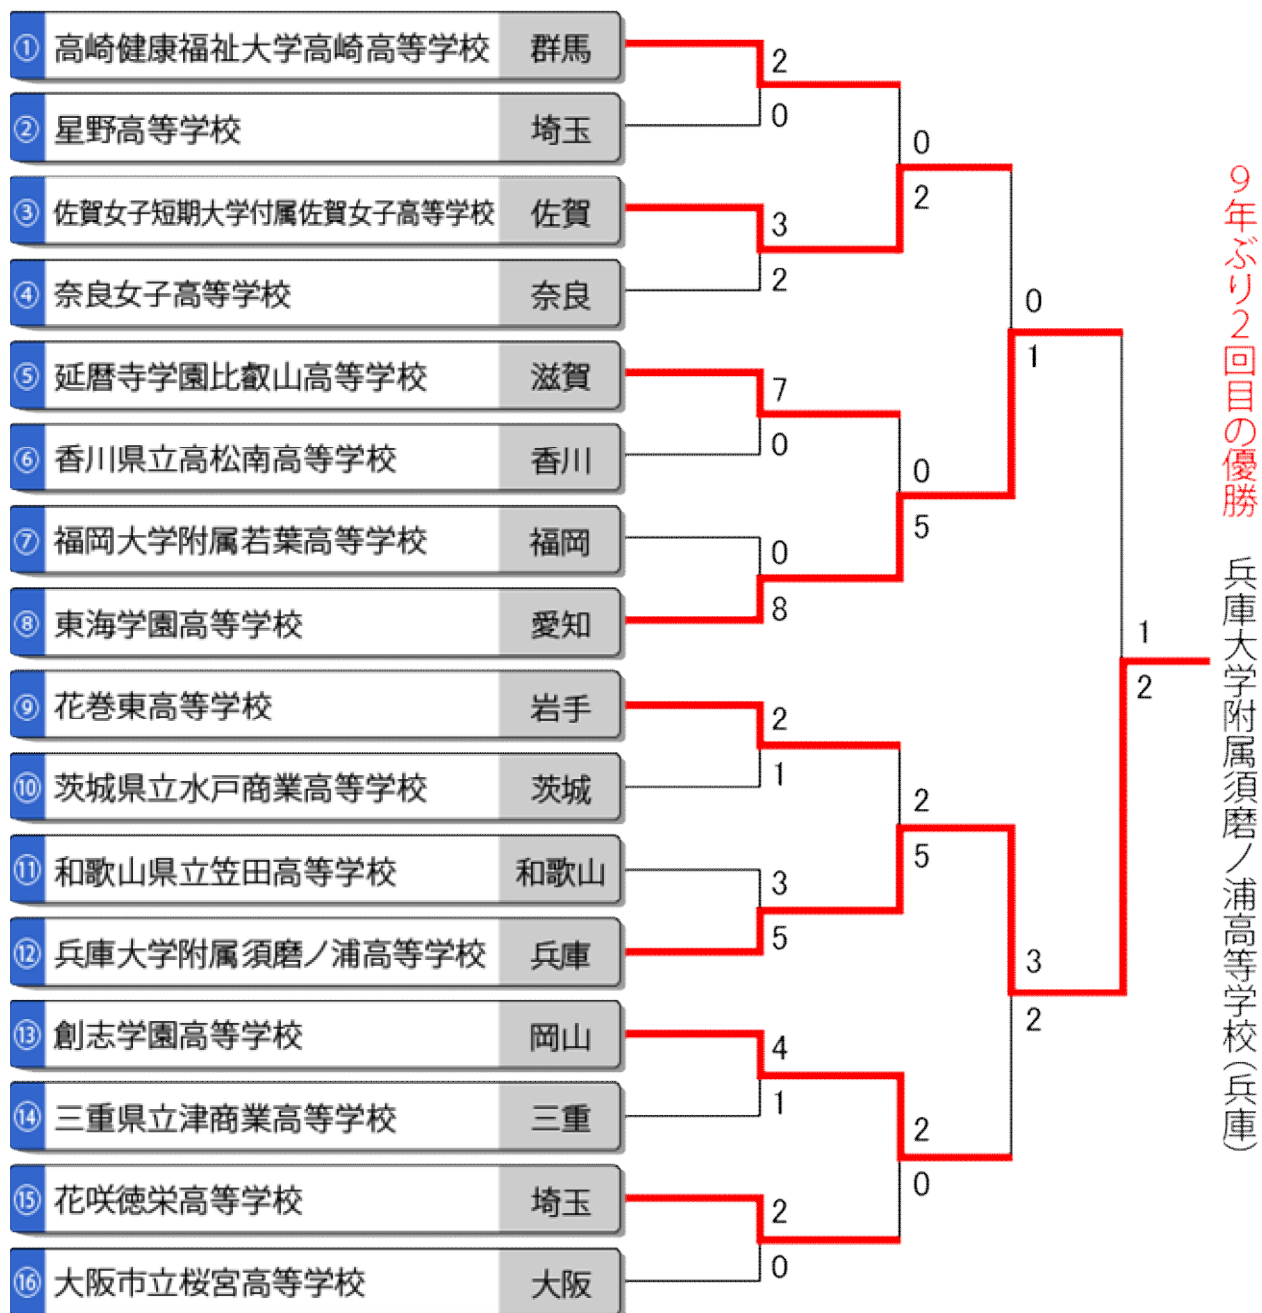 ① 高崎健康福祉大学高崎高等学校 群馬
② 星野高等学校 埼玉
③ 佐賀女子短期大学付属佐賀女子高等学校 佐賀
④ 奈良女子高等学校 奈良
⑤ 延暦寺学園比叡山高等学校 滋賀
⑥ 香川県立高松南高等学校 香川
⑦ 福岡大学附属若葉高等学校 福岡
⑧ 東海学園高等学校 愛知
⑨ 花巻東高等学校 岩手
⑩ 茨城県立水戸商業高等学校 茨城
⑪ 和歌山県立笠田高等学校 和歌山
⑫ 兵庫大学附属須磨ノ浦高等学校 兵庫
⑬ 創志学園高等学校 岡山
⑭ 三重県立津商業高等学校 三重
⑮ 花咲徳栄高等学校 埼玉
⑯ 大阪市立桜宮高等学校 大阪
2
0
3
2
7
0
0
8
2
1
3
5
4
1
2
0
0
2
0
5
2
5
2
0
0
1
3
2
1
2
9年ぶり2回目の優勝 兵庫大学附属須磨ノ浦高等学校(兵庫)